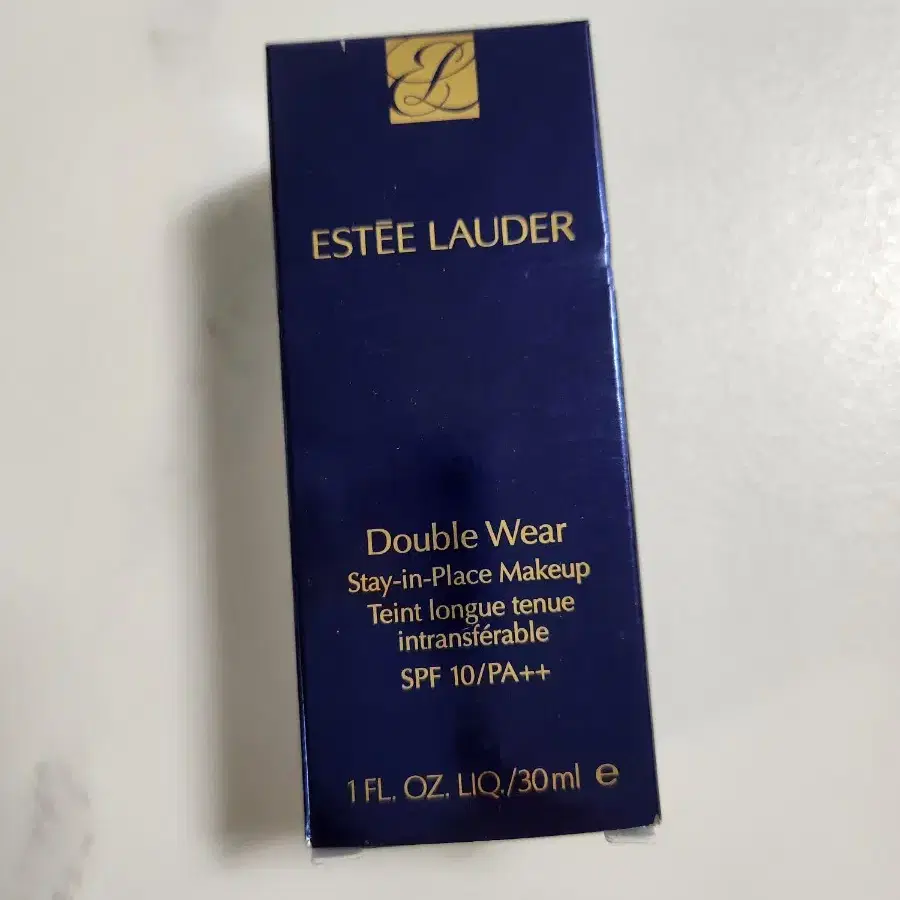 ESTĒE LAUDER
Double Wear
Stay-in-Place Makeup
Teint longue tenue
intransférable
SPF 10/PA++
1 FL. OZ. LIQ./30ml e